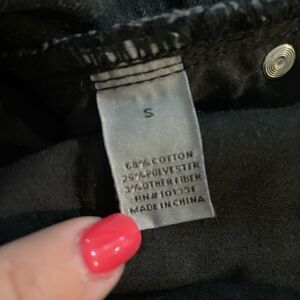 S
68% COTTON
29% POLYESTER
3% OTHER FIBER
RN# 101331
MADE IN CHINA